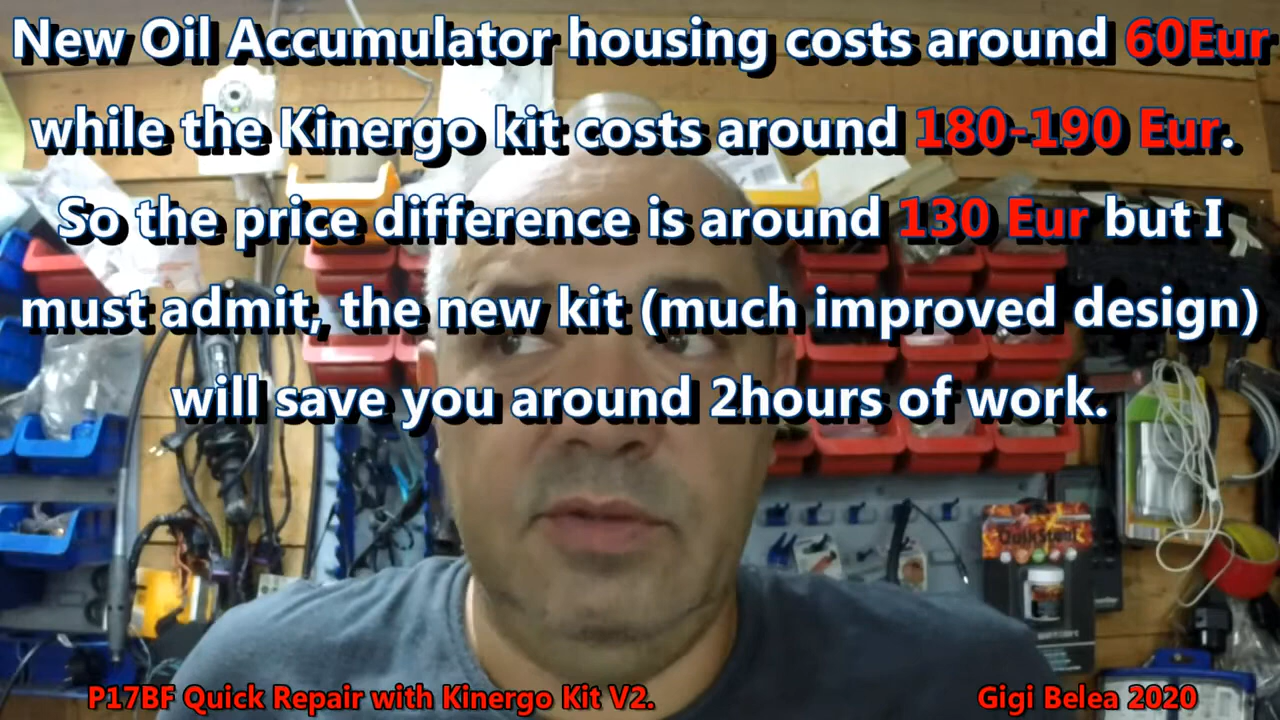 New Oil Accumulator housing costs around 60Eur
while the Kinergo kit costs around 180-190 Eur.
So the price difference is around 130 Eur but I
must admit, the new kit (much improved design)
will save you around 2hours of work.
QuikSteel
P17BF Quick Repair with Kinergo Kit V2.
Gigi Belea 2020